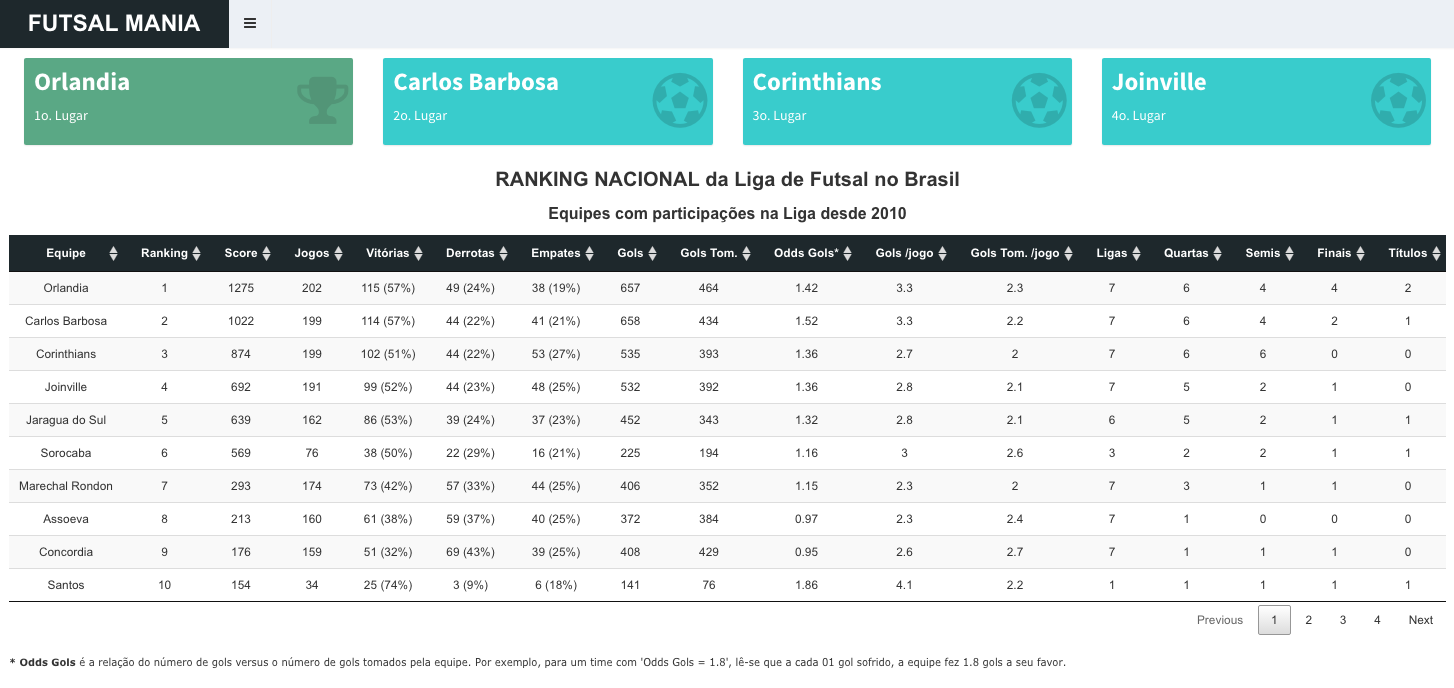 FUTSAL MANIA
Orlandia
1o. Lugar
Carlos Barbosa
2o. Lugar
Corinthians
3o. Lugar
Joinville
4o. Lugar
RANKING NACIONAL da Liga de Futsal no Brasil
Equipes com participações na Liga desde 2010
Equipe Ranking Score Jogos Vitórias Derrotas Empates Gols Gols Tom. Odds Gols* Gols /jogo Gols Tom. /jogo Ligas Quartas Semis Finais Títulos
Orlandia 1 1275 202 115 (57%) 49 (24%) 38 (19%) 657 464 1.42 3.3 2.3 7 6 4 4 2
Carlos Barbosa 2 1022 199 114 (57%) 44 (22%) 41 (21%) 658 434 1.52 3.3 2.2 7 6 4 2 1
Corinthians 3 874 199 102 (51%) 44 (22%) 53 (27%) 535 393 1.36 2.7 2 7 6 6 0 0
Joinville 4 692 191 99 (52%) 44 (23%) 48 (25%) 532 392 1.36 2.8 2.1 7 5 2 1 0
Jaragua do Sul 5 639 162 86 (53%) 39 (24%) 37 (23%) 452 343 1.32 2.8 2.1 6 5 2 1 1
Sorocaba 6 569 76 38 (50%) 22 (29%) 16 (21%) 225 194 1.16 3 2.6 3 2 2 1 1
Marechal Rondon 7 293 174 73 (42%) 57 (33%) 44 (25%) 406 352 1.15 2.3 2 7 3 1 1 0
Assoeva 8 213 160 61 (38%) 59 (37%) 40 (25%) 372 384 0.97 2.3 2.4 7 1 0 0 0
Concordia 9 176 159 51 (32%) 69 (43%) 39 (25%) 408 429 0.95 2.6 2.7 7 1 1 1 0
Santos 10 154 34 25 (74%) 3 (9%) 6 (18%) 141 76 1.86 4.1 2.2 1 1 1 1 1
Previous 1 2 3 4 Next
* Odds Gols é a relação do número de gols versus o número de gols tomados pela equipe. Por exemplo, para um time com 'Odds Gols = 1.8', lê-se que a cada 01 gol sofrido, a equipe fez 1.8 gols a seu favor.